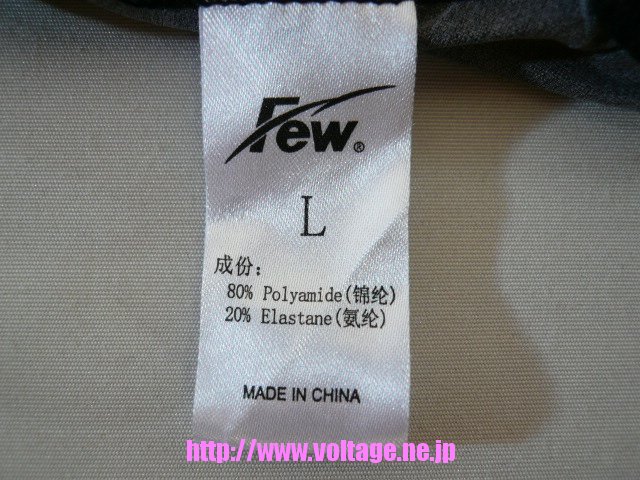 Few®
L
成份：
80% Polyamide(锦纶)
20% Elastane(氨纶)
MADE IN CHINA
http://www.voltage.ne.jp